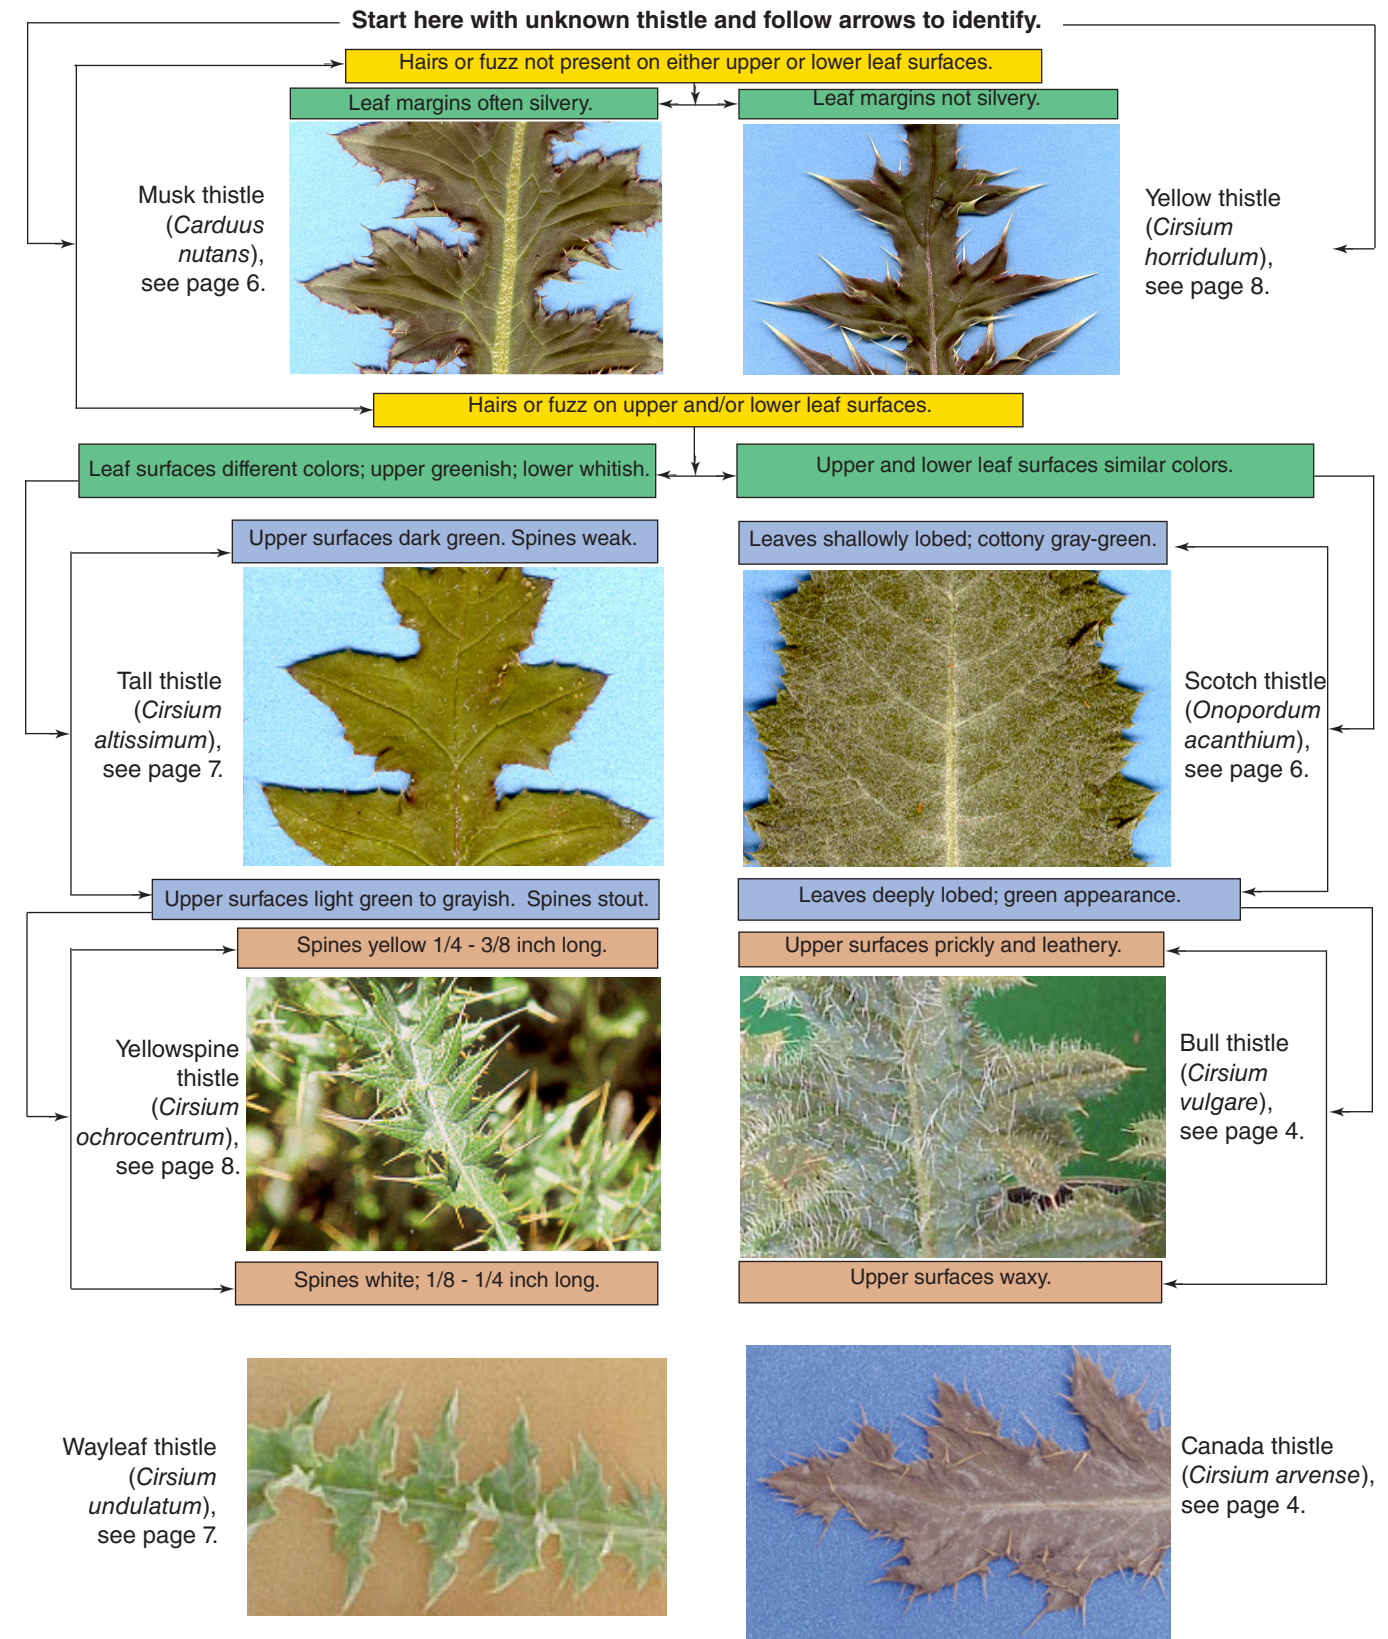 Start here with unknown thistle and follow arrows to identify.
Hairs or fuzz not present on either upper or lower leaf surfaces.
Leaf margins often silvery.
Leaf margins not silvery.
Musk thistle
(Carduus
nutans),
see page 6.
Yellow thistle
(Cirsium
horridulum),
see page 8.
Hairs or fuzz on upper and/or lower leaf surfaces.
Leaf surfaces different colors; upper greenish; lower whitish.
Upper and lower leaf surfaces similar colors.
Upper surfaces dark green. Spines weak.
Leaves shallowly lobed; cottony gray-green.
Tall thistle
(Cirsium
altissimum),
see page 7.
Scotch thistle
(Onopordum
acanthium),
see page 6.
Upper surfaces light green to grayish.  Spines stout.
Leaves deeply lobed; green appearance.
Spines yellow 1/4 - 3/8 inch long.
Upper surfaces prickly and leathery.
Yellowspine
thistle
(Cirsium
ochrocentrum),
see page 8.
Bull thistle
(Cirsium
vulgare),
see page 4.
Spines white; 1/8 - 1/4 inch long.
Upper surfaces waxy.
Wayleaf thistle
(Cirsium
undulatum),
see page 7.
Canada thistle
(Cirsium arvense),
see page 4.